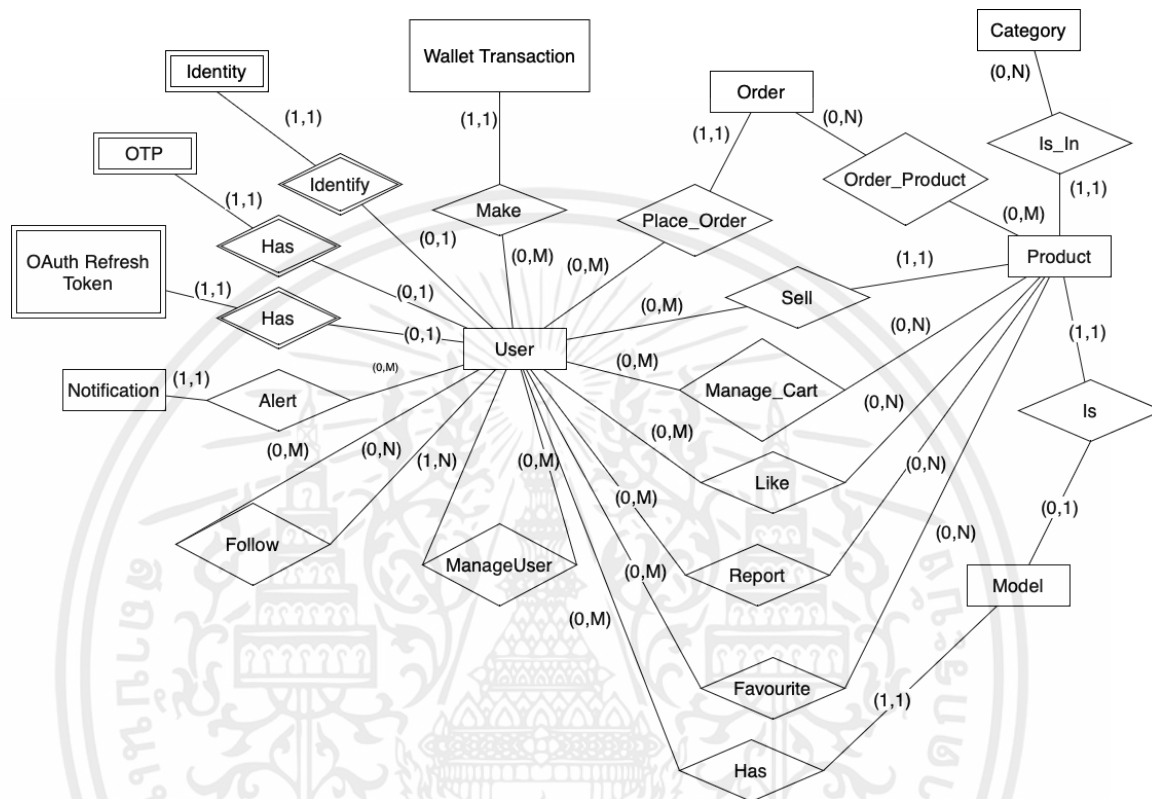 Category
Wallet Transaction
(0,N)
Identity
Order
(0,N)
(1,1)
(1,1)
(1,1)
Is_In
OTP
Identify
Order_Product
(1,1)
(1,1)
Make
Place_Order
(0,M)
Has
(0,1)
Product
OAuth Refresh
Token
(0,M)
(0,M)
(1,1)
(1,1)
(0,1)
Sell
Has
(0,M)
(0,N)
(0,1)
User
(1,1)
(0,M)
(0,M)
Notification
(1,1)
Alert
Manage_Cart
Is
(0,M)
(0,N)
(0,M)
(0,N)
(1,N)
(0,M)
(0,N)
Like
(0,M)
(0,1)
(0,N)
Follow
ManageUser
Report
(0,M)
Model
(0,M)
Favourite
(1,1)
Has